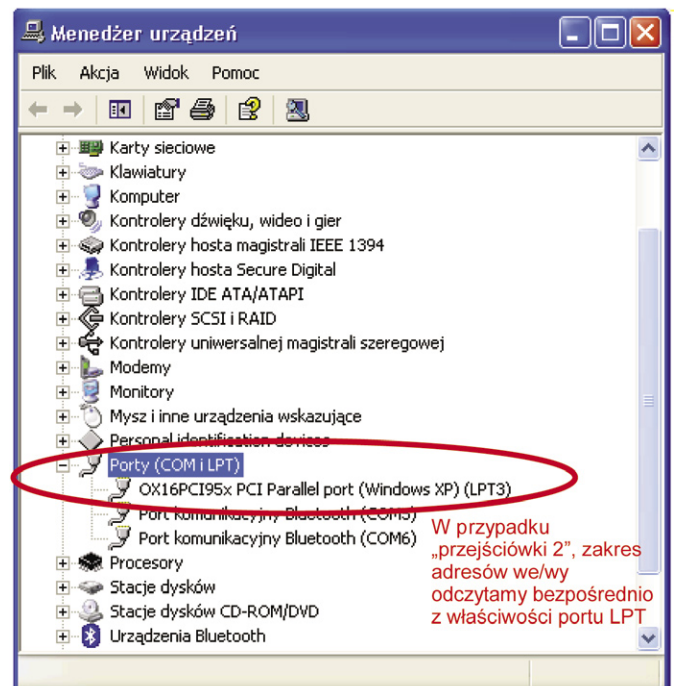 Menedżer urządzeń
Plik Akcja Widok Pomoc
Karty sieciowe
Klawiatury
Komputer
Kontrolery dźwięku, wideo i gier
Kontrolery hosta magistrali IEEE 1394
Kontrolery hosta Secure Digital
Kontrolery IDE ATA/ATAPI
Kontrolery SCSI i RAID
Kontrolery uniwersalnej magistrali szeregowej
Modemy
Monitory
Mysz i inne urządzenia wskazujące
Personal identification devices
Porty (COM i LPT)
OX16PCI95x PCI Parallel port (Windows XP) (LPT3)
Port komunikacyjny Bluetooth (COM5)
Port komunikacyjny Bluetooth (COM6)
Procesory
Stacje dysków
Stacje dysków CD-ROM/DVD
Urządzenia Bluetooth
W przypadku
„przejściówki 2”, zakres
adresów we/wy
odczytamy bezpośrednio
z właściwości portu LPT